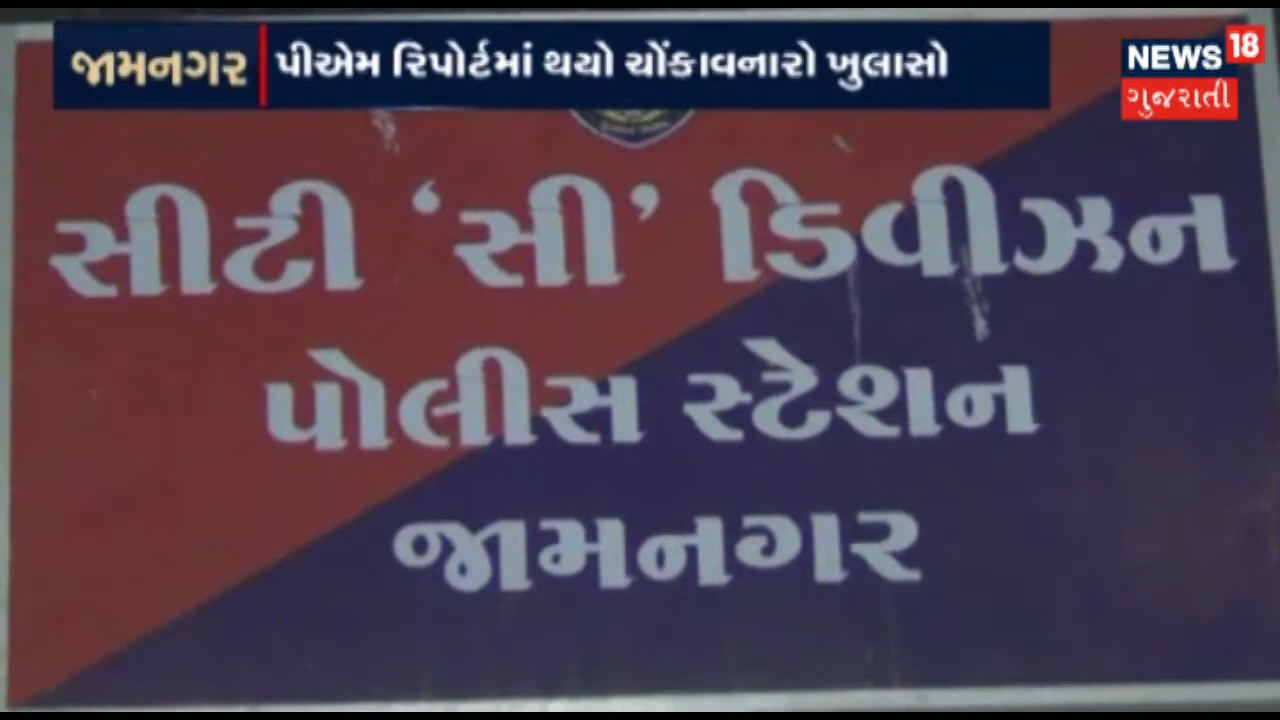 જામનગર પીએમ રિપોર્ટમાં થયો ચોંકાવનારો ખુલાસો
NEWS 18
ગુજરાતી
સીટી ‘સી’ ડિવીઝન
પોલીસ સ્ટેશન
જામનગર